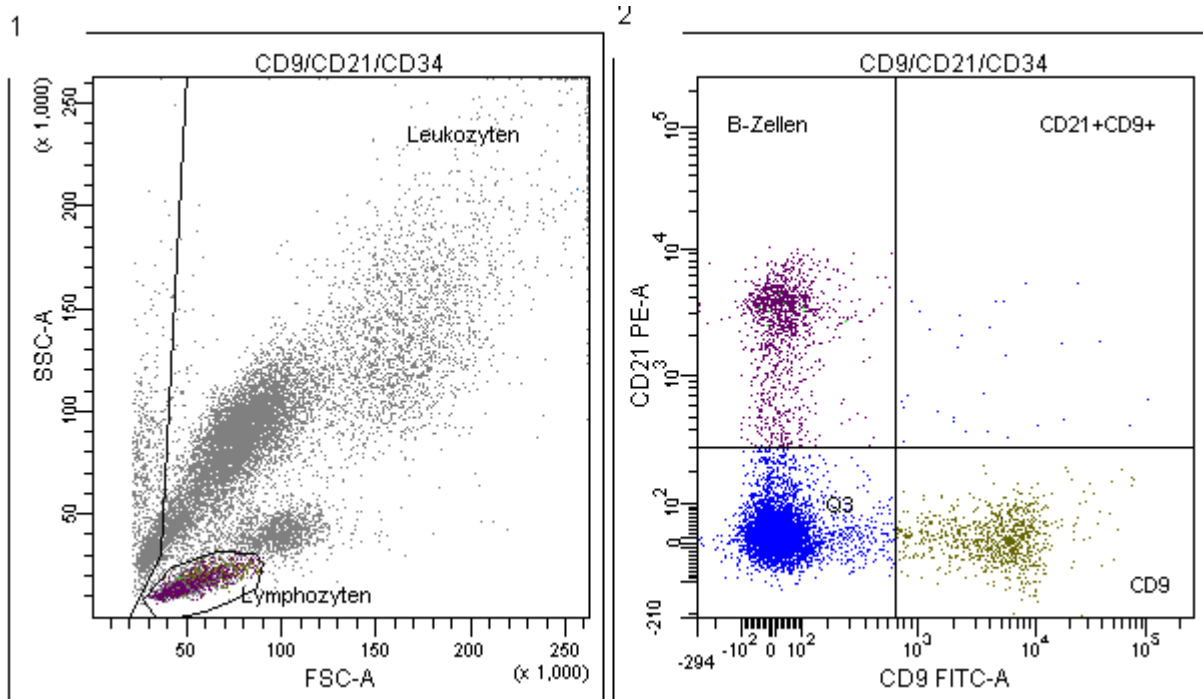 1
CD9/CD21/CD34
(x 1,000)
SSC-A
250
200
150
100
50
Leukozyten
Lymphozyten
50 100 150 200 250
FSC-A
(x 1,000)
2
CD9/CD21/CD34
B-Zellen
CD21+CD9+
CD21 PE-A
10^5
10^4
10^3
10^2
0
-210
Q3
CD9
-294 -10^2 0 10^2 10^3 10^4 10^5
CD9 FITC-A